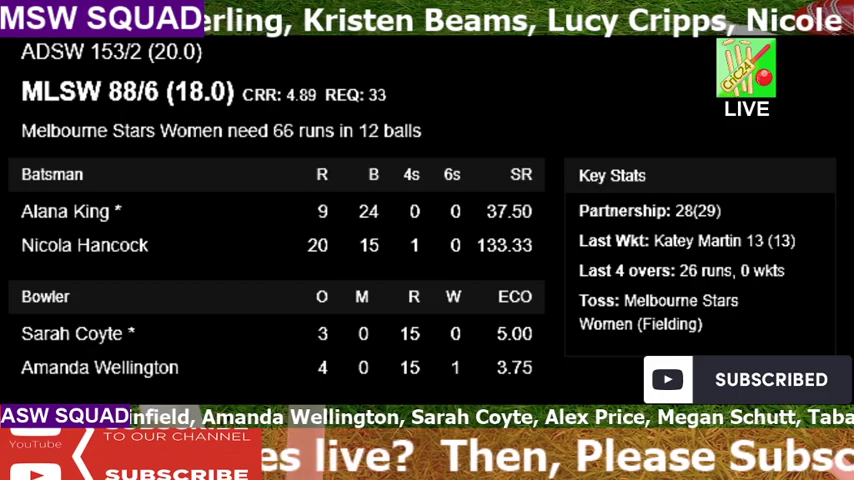 MSW SQUAD erling, Kristen Beams, Lucy Cripps, Nicole
ADSW 153/2 (20.0)
MLSW 88/6 (18.0) CRR: 4.89 REQ: 33
Melbourne Stars Women need 66 runs in 12 balls
CriC24
LIVE
Batsman R B 4s 6s SR
Alana King * 9 24 0 0 37.50
Nicola Hancock 20 15 1 0 133.33
Bowler O M R W ECO
Sarah Coyte * 3 0 15 0 5.00
Amanda Wellington 4 0 15 1 3.75
Key Stats
Partnership: 28(29)
Last Wkt: Katey Martin 13 (13)
Last 4 overs: 26 runs, 0 wkts
Toss: Melbourne Stars
Women (Fielding)
SUBSCRIBED
ASW SQUAD infield, Amanda Wellington, Sarah Coyte, Alex Price, Megan Schutt, Taba
YouTube
TO OUR CHANNEL
SUBSCRIBE
es live? Then, Please Subsc